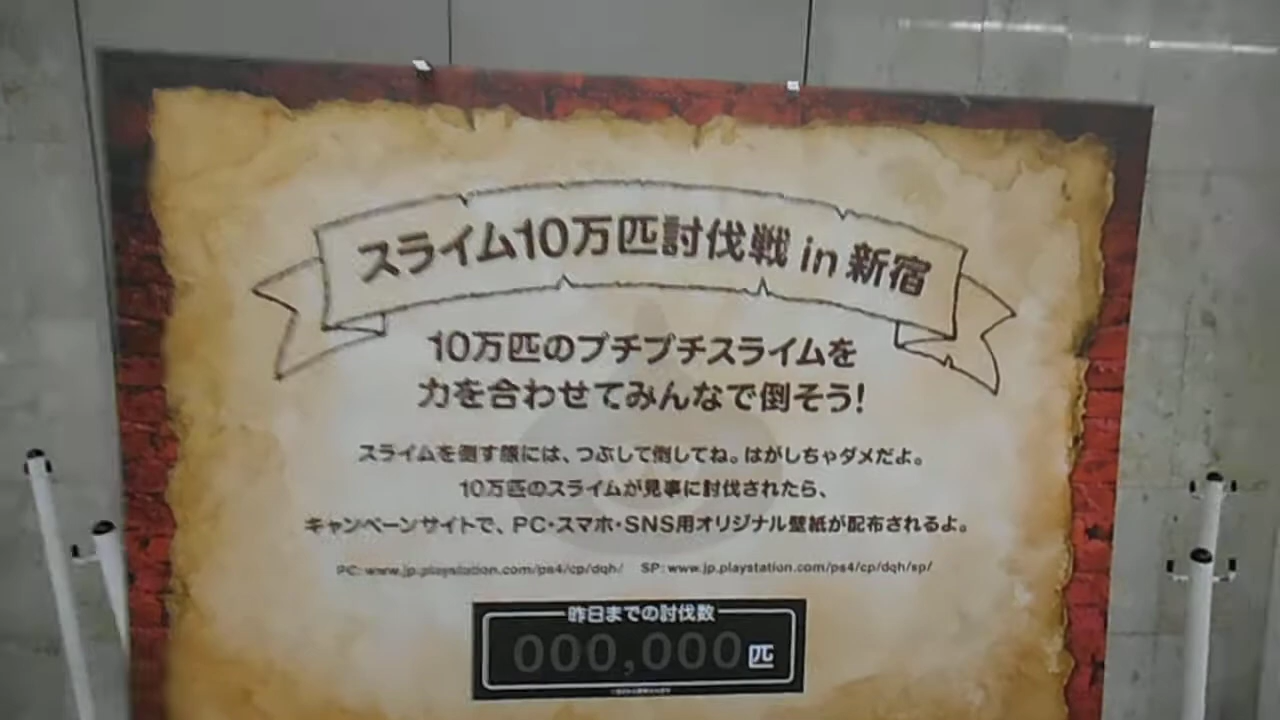 スライム10万匹討伐戦 in 新宿
10万匹のプチプチスライムを
力を合わせてみんなで倒そう!
スライムを倒す際には、つぶして倒してね。はがしちゃダメだよ。
10万匹のスライムが見事に討伐されたら、
キャンペーンサイトで、PC・スマホ・SNS用オリジナル壁紙が配布されるよ。
PC: www.jp.playstation.com/ps4/cp/dqh/ SP: www.jp.playstation.com/ps4/cp/dqh/sp/
昨日までの討伐数
000,000匹